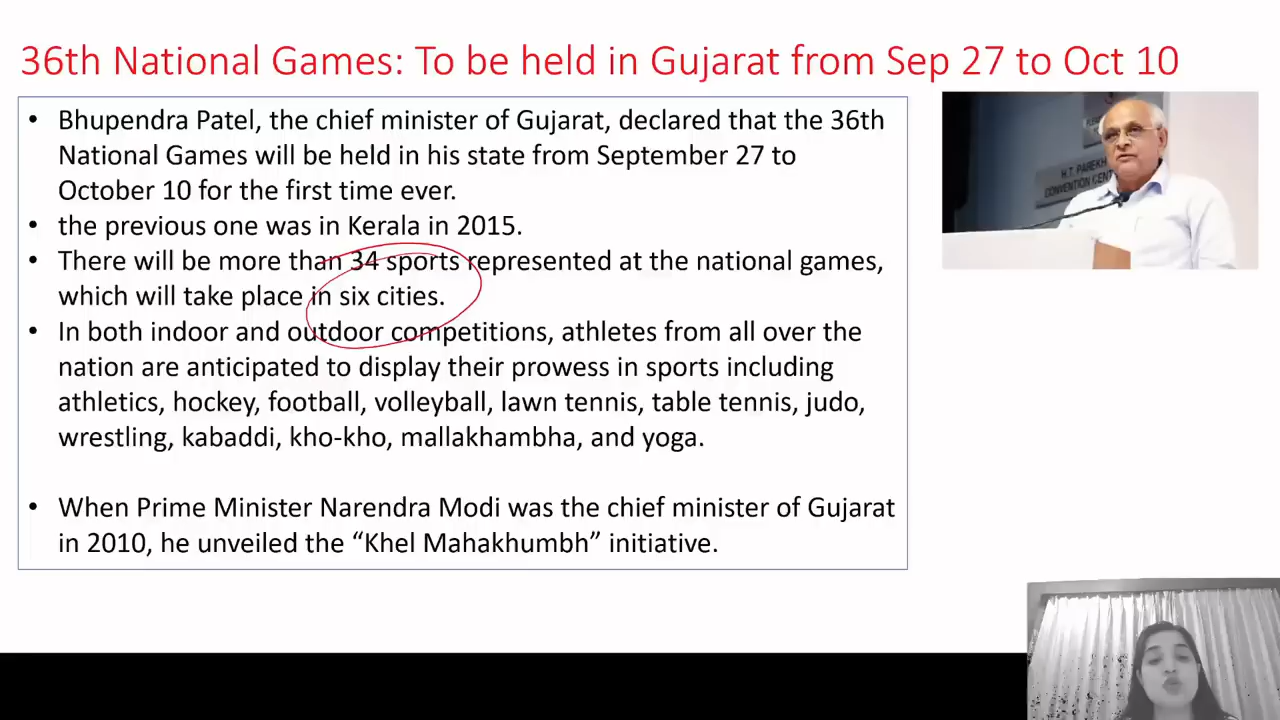 36th National Games: To be held in Gujarat from Sep 27 to Oct 10
• Bhupendra Patel, the chief minister of Gujarat, declared that the 36th
National Games will be held in his state from September 27 to
October 10 for the first time ever.
• the previous one was in Kerala in 2015.
• There will be more than 34 sports represented at the national games,
which will take place in six cities.
• In both indoor and outdoor competitions, athletes from all over the
nation are anticipated to display their prowess in sports including
athletics, hockey, football, volleyball, lawn tennis, table tennis, judo,
wrestling, kabaddi, kho-kho, mallakhambha, and yoga.
• When Prime Minister Narendra Modi was the chief minister of Gujarat
in 2010, he unveiled the “Khel Mahakhumbh” initiative.
H.T. PAREKH
CONVENTION CENT